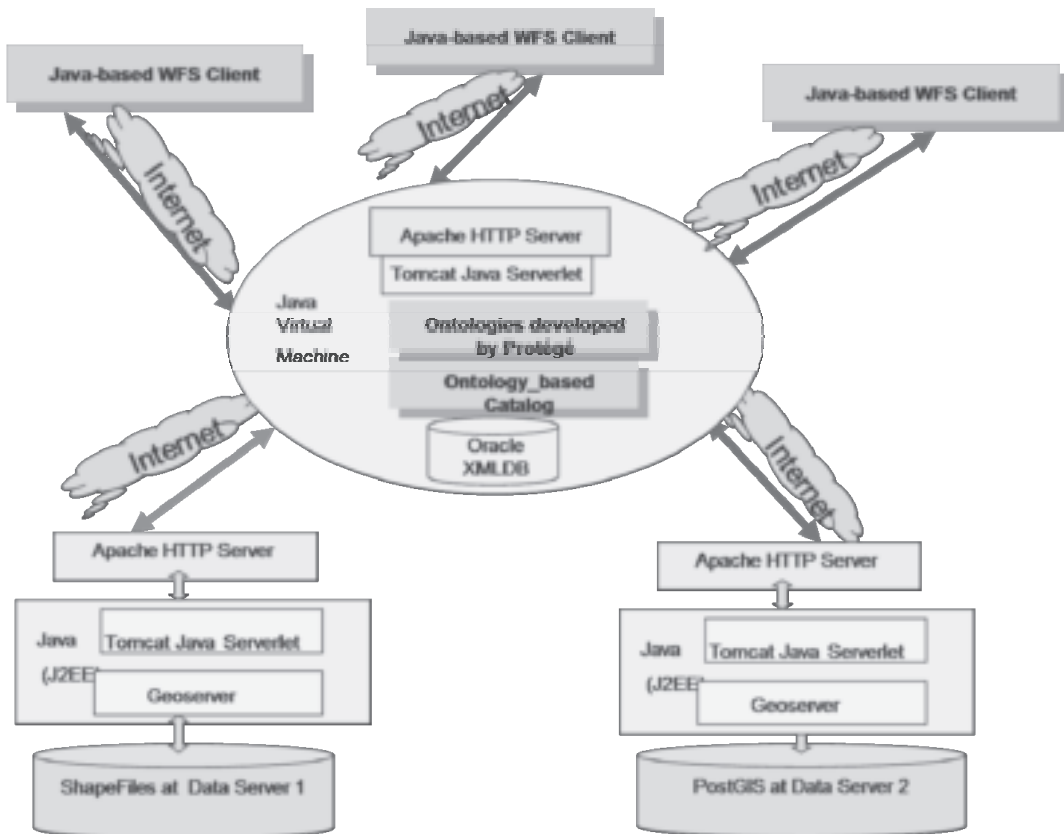 Java-based WFS Client
Java-based WFS Client
Java-based WFS Client
Internet
Internet
Internet
Apache HTTP Server
Tomcat Java Serverlet
Java
Virtual
Machine
Ontologies developed
by Protégé
Ontology_based
Catalog
Oracle
XMLDB
Internet
Internet
Apache HTTP Server
Java
(J2EE)
Tomcat Java Serverlet
Geoserver
ShapeFiles at Data Server 1
Apache HTTP Server
Java
(J2EE)
Tomcat Java Serverlet
Geoserver
PostGIS at Data Server 2